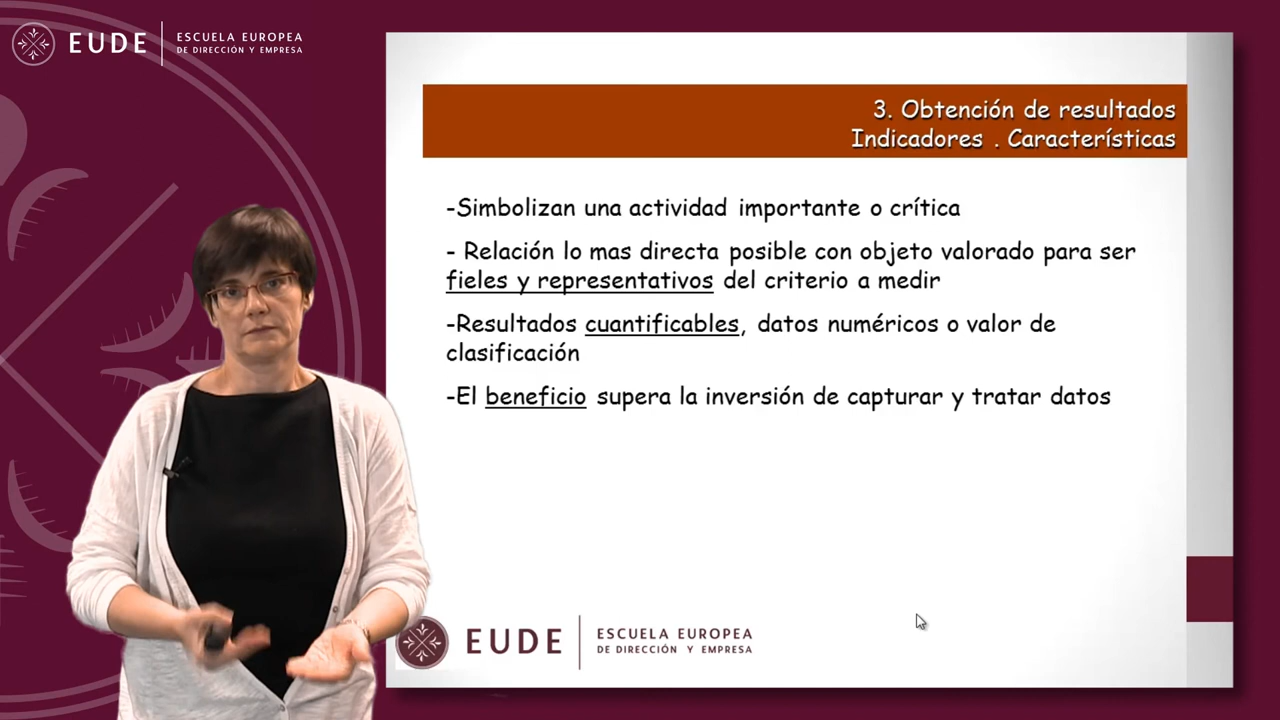 EUDE
ESCUELA EUROPEA
DE DIRECCIÓN Y EMPRESA
3. Obtención de resultados
Indicadores . Características
-Simbolizan una actividad importante o crítica
- Relación lo mas directa posible con objeto valorado para ser
fieles y representativos del criterio a medir
-Resultados cuantificables, datos numéricos o valor de
clasificación
-El beneficio supera la inversión de capturar y tratar datos
EUDE
ESCUELA EUROPEA
DE DIRECCIÓN Y EMPRESA